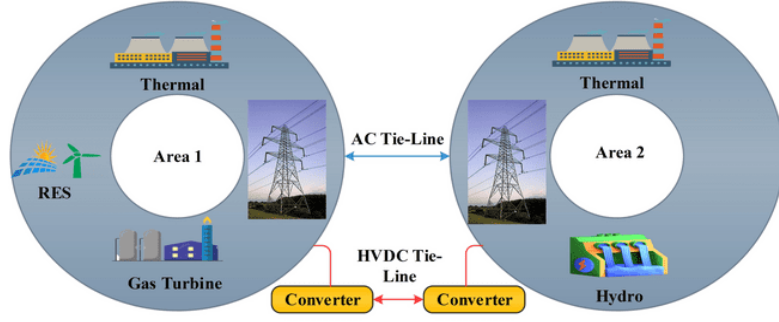 Thermal
Area 1
RES
Gas Turbine
AC Tie-Line
HVDC Tie-
Line
Converter
Converter
Thermal
Area 2
Hydro